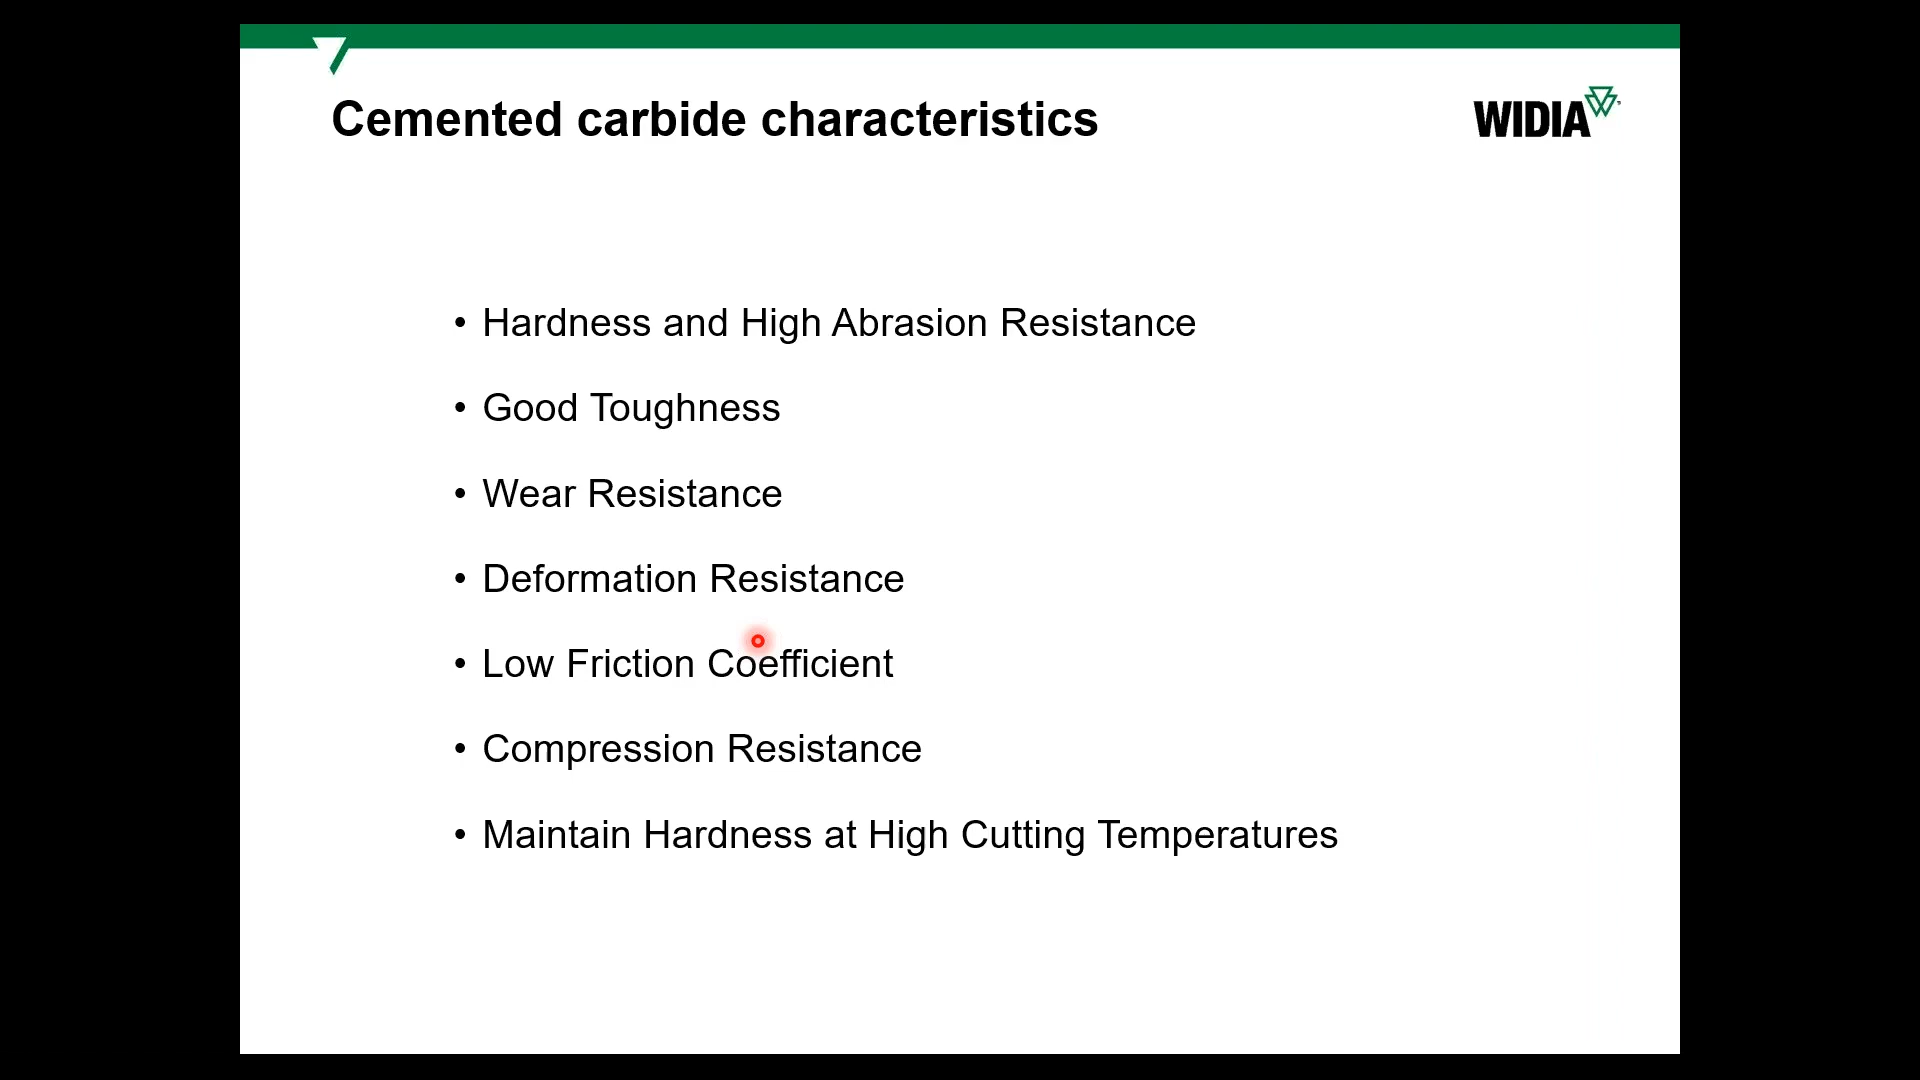 Cemented carbide characteristics
WIDIA
• Hardness and High Abrasion Resistance
• Good Toughness
• Wear Resistance
• Deformation Resistance
• Low Friction Coefficient
• Compression Resistance
• Maintain Hardness at High Cutting Temperatures